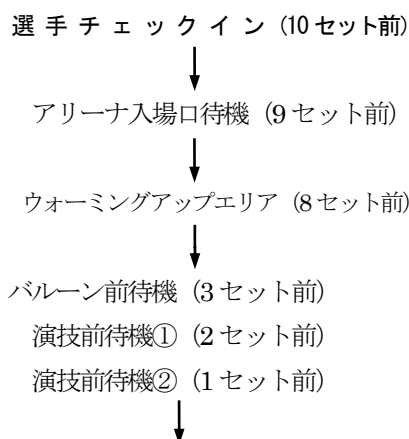 選 手 チ ェ ッ ク イ ン (10 セット前)
アリーナ入場口待機 (9 セット前)
ウォーミングアップエリア (8 セット前)
バルーン前待機 (3 セット前)
演技前待機① (2 セット前)
演技前待機② (1 セット前)